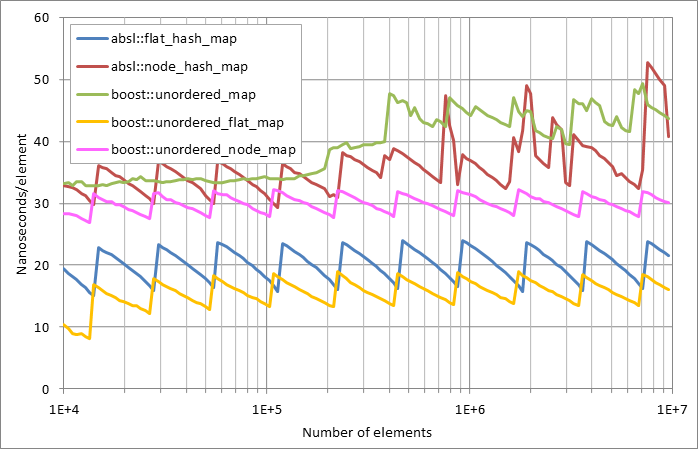 60
50
40
30
20
10
0
Nanoseconds/element
absl::flat_hash_map
absl::node_hash_map
boost::unordered_map
boost::unordered_flat_map
boost::unordered_node_map
1E+4
1E+5
1E+6
1E+7
Number of elements